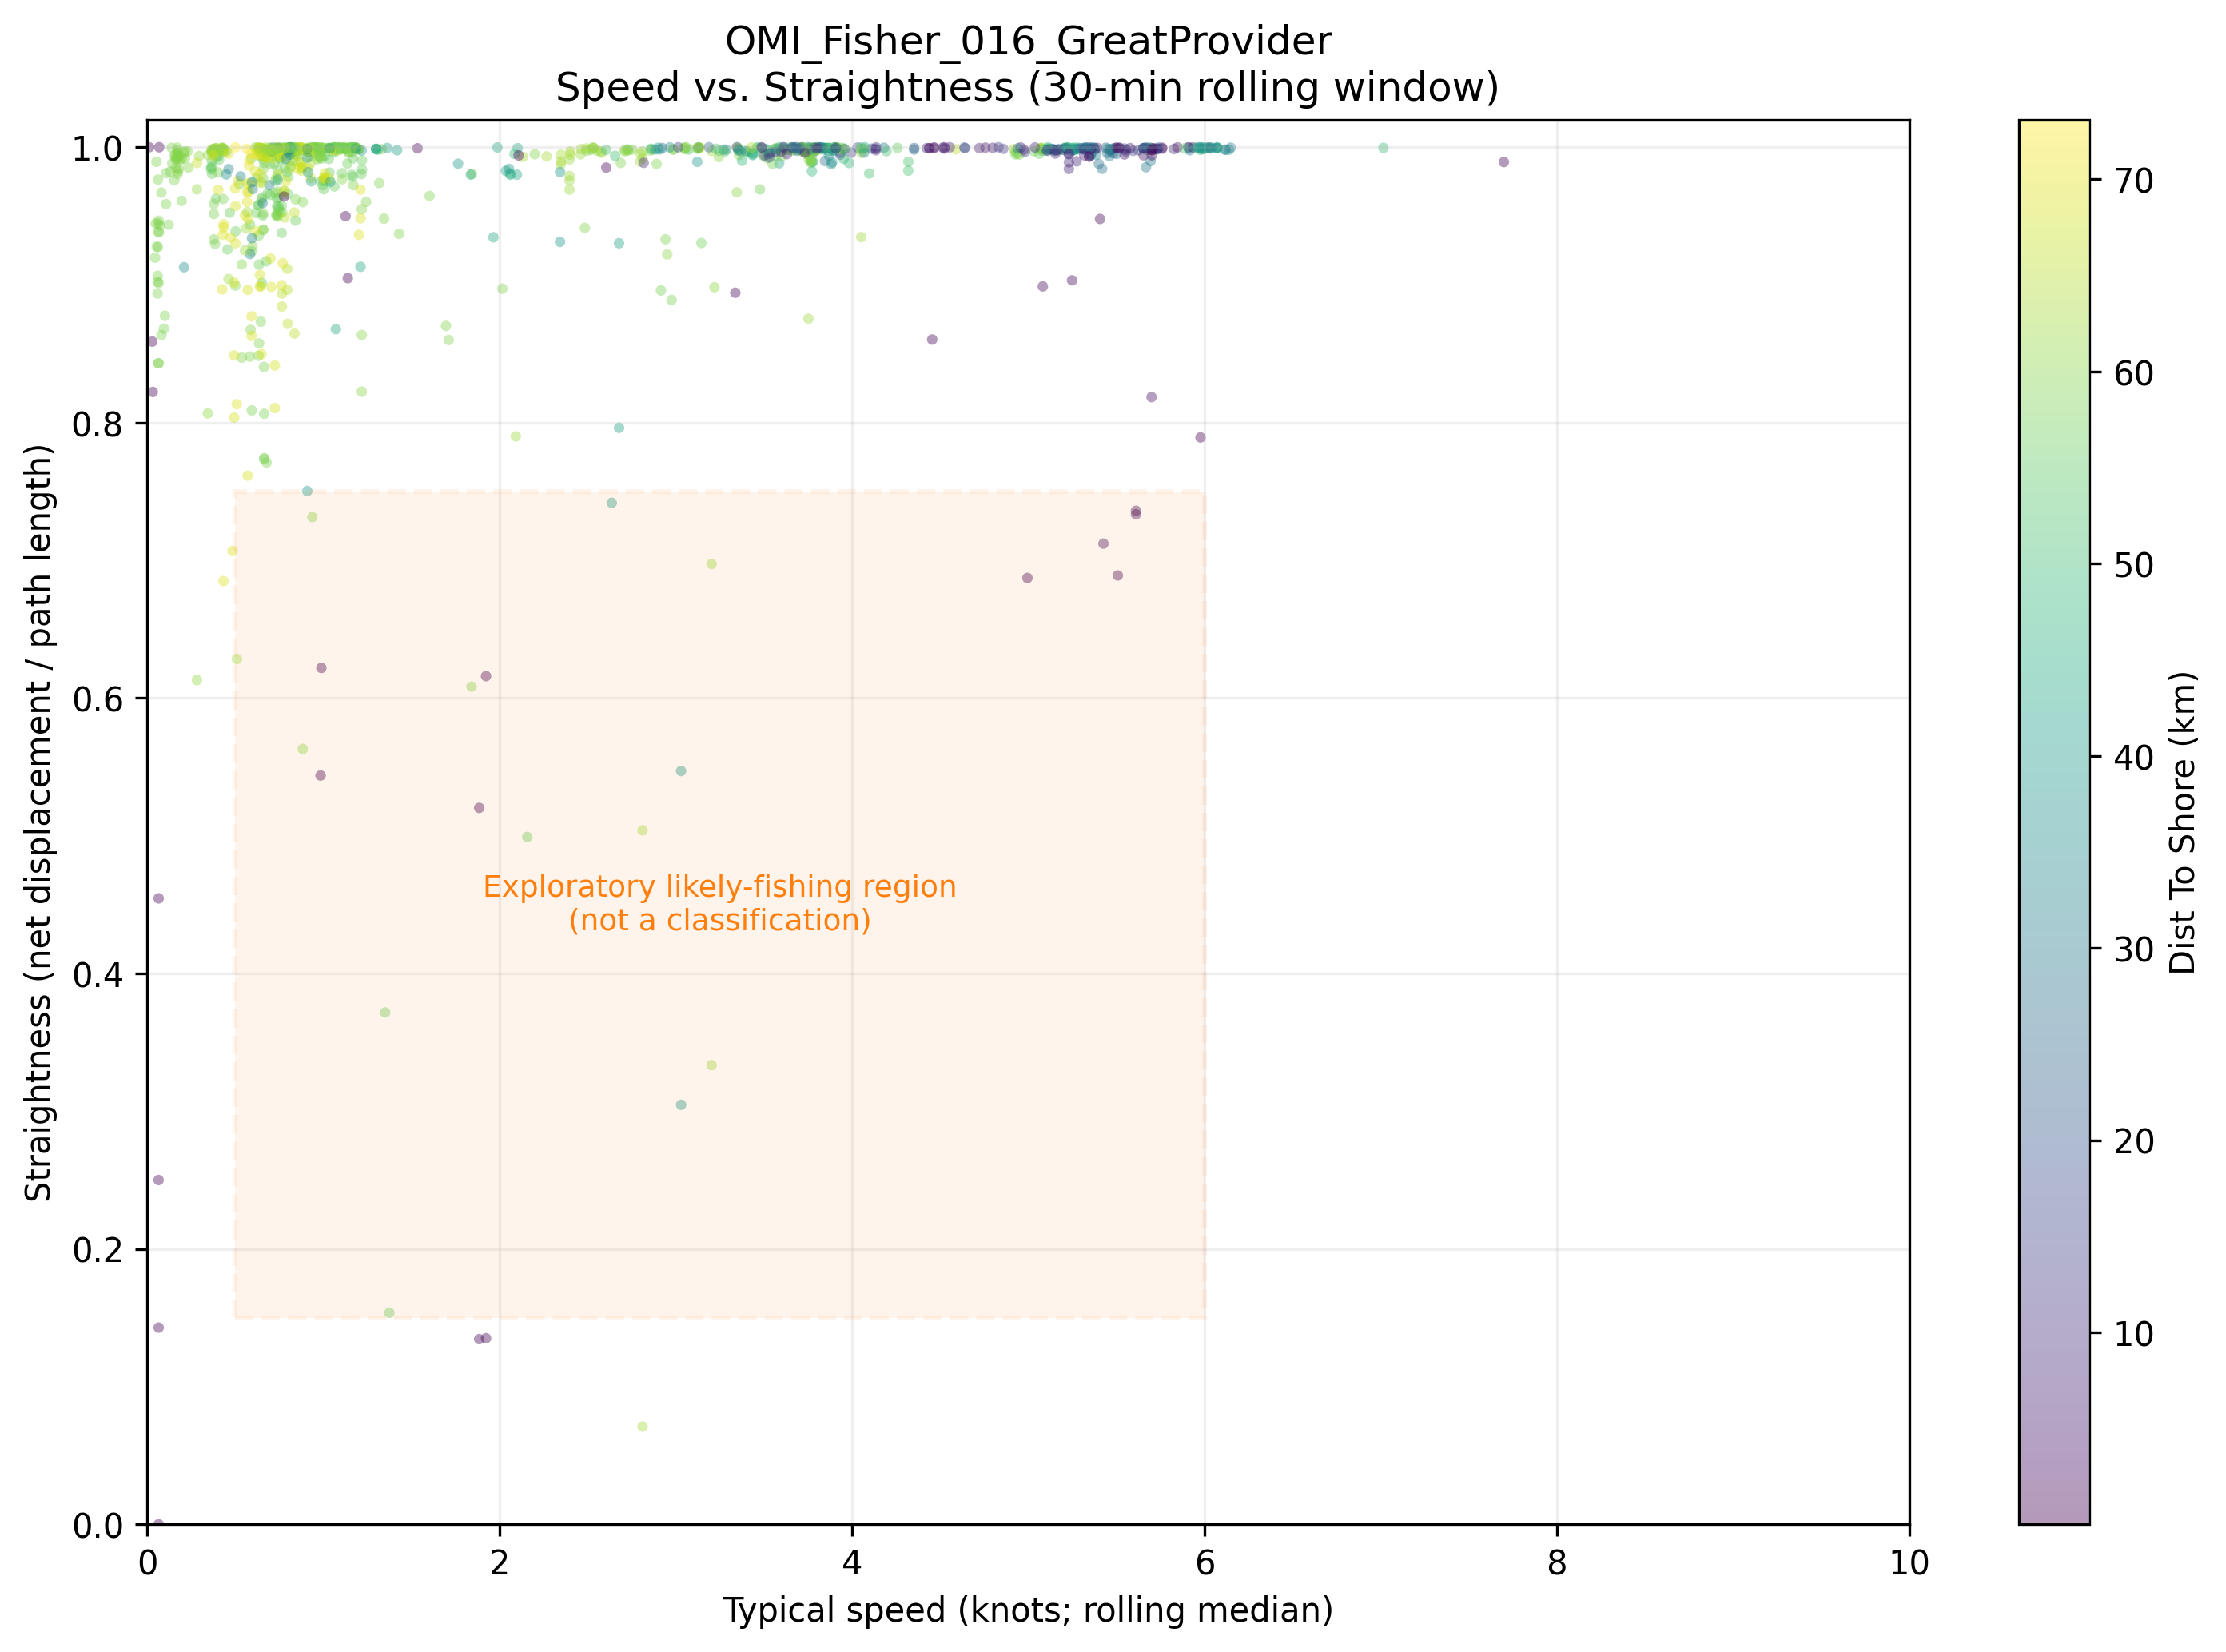 OMI_Fisher_016_GreatProvider
Speed vs. Straightness (30-min rolling window)
Straightness (net displacement / path length)
1.0
0.8
0.6
0.4
0.2
0.0
Exploratory likely-fishing region
(not a classification)
0
2
4
6
8
10
Typical speed (knots; rolling median)
70
60
50
40
30
20
10
Dist To Shore (km)